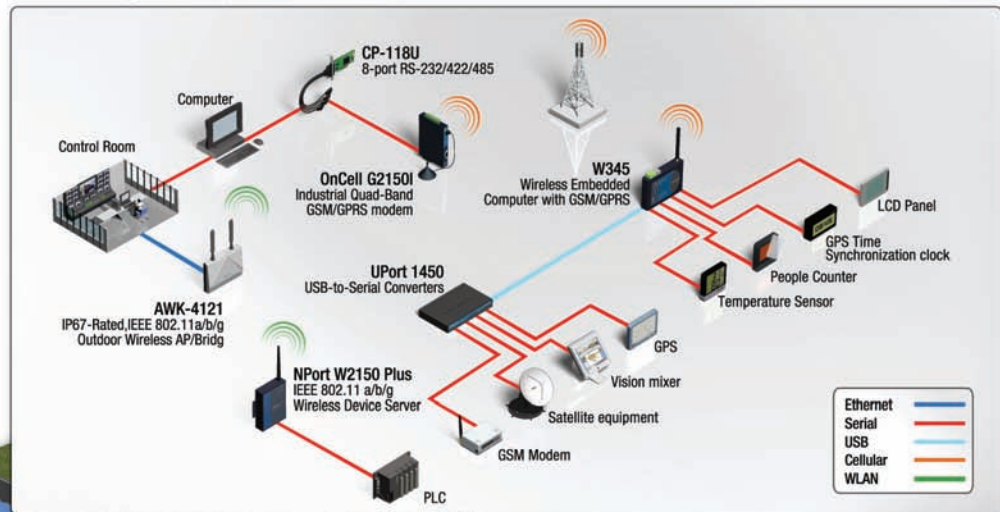 CP-118U
8-port RS-232/422/485
Computer
Control Room
OnCell G2150I
Industrial Quad-Band
GSM/GPRS modem
W345
Wireless Embedded
Computer with GSM/GPRS
LCD Panel
GPS Time
Synchronization clock
People Counter
Temperature Sensor
UPort 1450
USB-to-Serial Converters
AWK-4121
IP67-Rated,IEEE 802.11a/b/g
Outdoor Wireless AP/Bridg
GPS
Vision mixer
Satellite equipment
GSM Modem
NPort W2150 Plus
IEEE 802.11 a/b/g
Wireless Device Server
PLC
Ethernet
Serial
USB
Cellular
WLAN